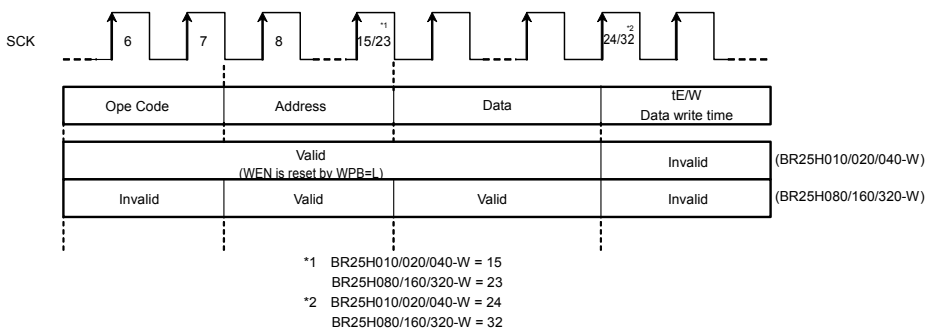 *1
*2
SCK 6 7 8 15/23 24/32
Ope Code Address Data tE/W
Data write time
Valid
(WEN is reset by WPB=L)
Invalid (BR25H010/020/040-W)
Invalid Valid Valid Invalid (BR25H080/160/320-W)
*1 BR25H010/020/040-W = 15
BR25H080/160/320-W = 23
*2 BR25H010/020/040-W = 24
BR25H080/160/320-W = 32